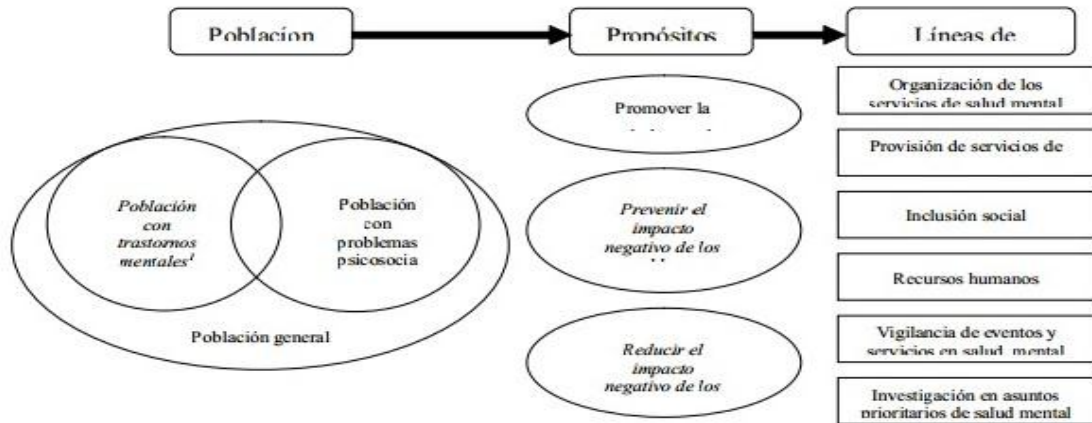 Poblacion
Propósitos
Líneas de
Población
con
trastornos
mentales¹
Población
con
problemas
psicosocia
Población general
Promover la
Prevenir el
impacto
negativo de los
Reducir el
impacto
negativo de los
Organización de los
servicios de salud mental
Provisión de servicios de
Inclusión social
Recursos humanos
Vigilancia de eventos y
servicios en salud mental
Investigación en asuntos
prioritarios de salud mental